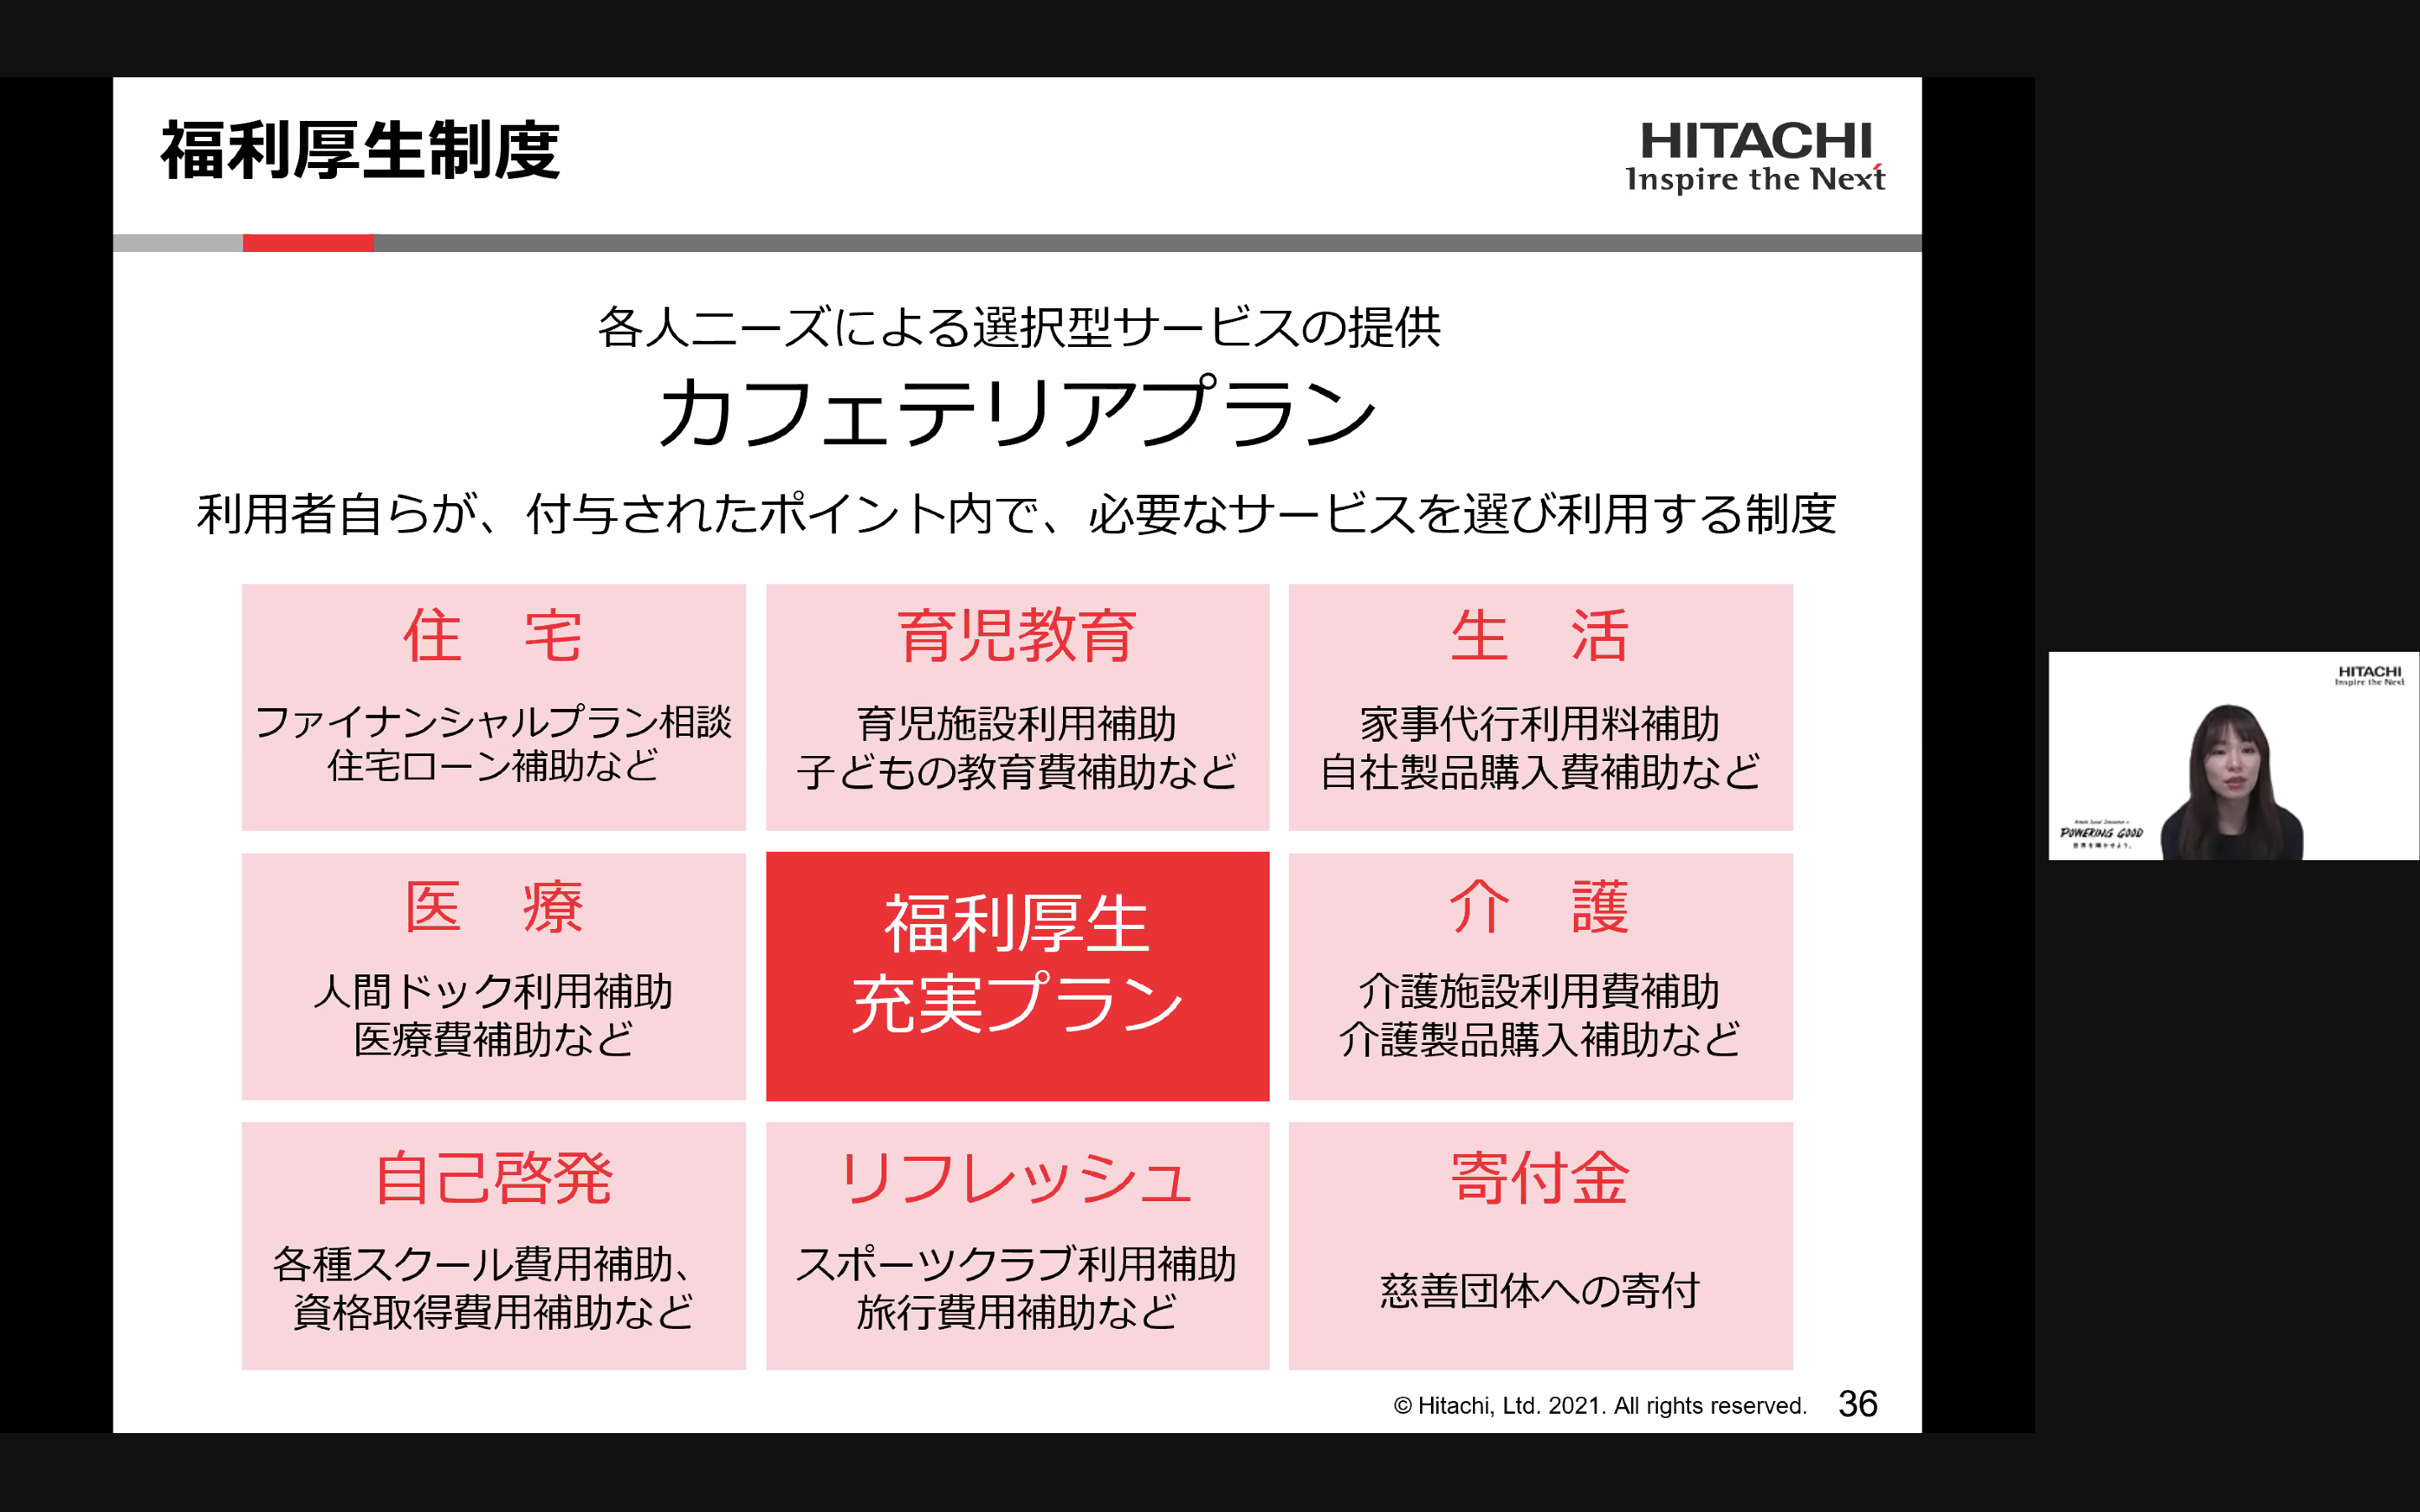 福利厚生制度
HITACHI
Inspire the Next
各人ニーズによる選択型サービスの提供
カフェテリアプラン
利用者自らが、付与されたポイント内で、必要なサービスを選び利用する制度
住　宅
ファイナンシャルプラン相談
住宅ローン補助など
育児教育
育児施設利用補助
子どもの教育費補助など
生　活
家事代行利用料補助
自社製品購入費補助など
医　療
人間ドック利用補助
医療費補助など
福利厚生
充実プラン
介　護
介護施設利用費補助
介護製品購入補助など
自己啓発
各種スクール費用補助、
資格取得費用補助など
リフレッシュ
スポーツクラブ利用補助
旅行費用補助など
寄付金
慈善団体への寄付
© Hitachi, Ltd. 2021. All rights reserved.
36
HITACHI
Inspire the Next
Hitachi Social Innovation is
POWERING GOOD
世界を輝かせよう。